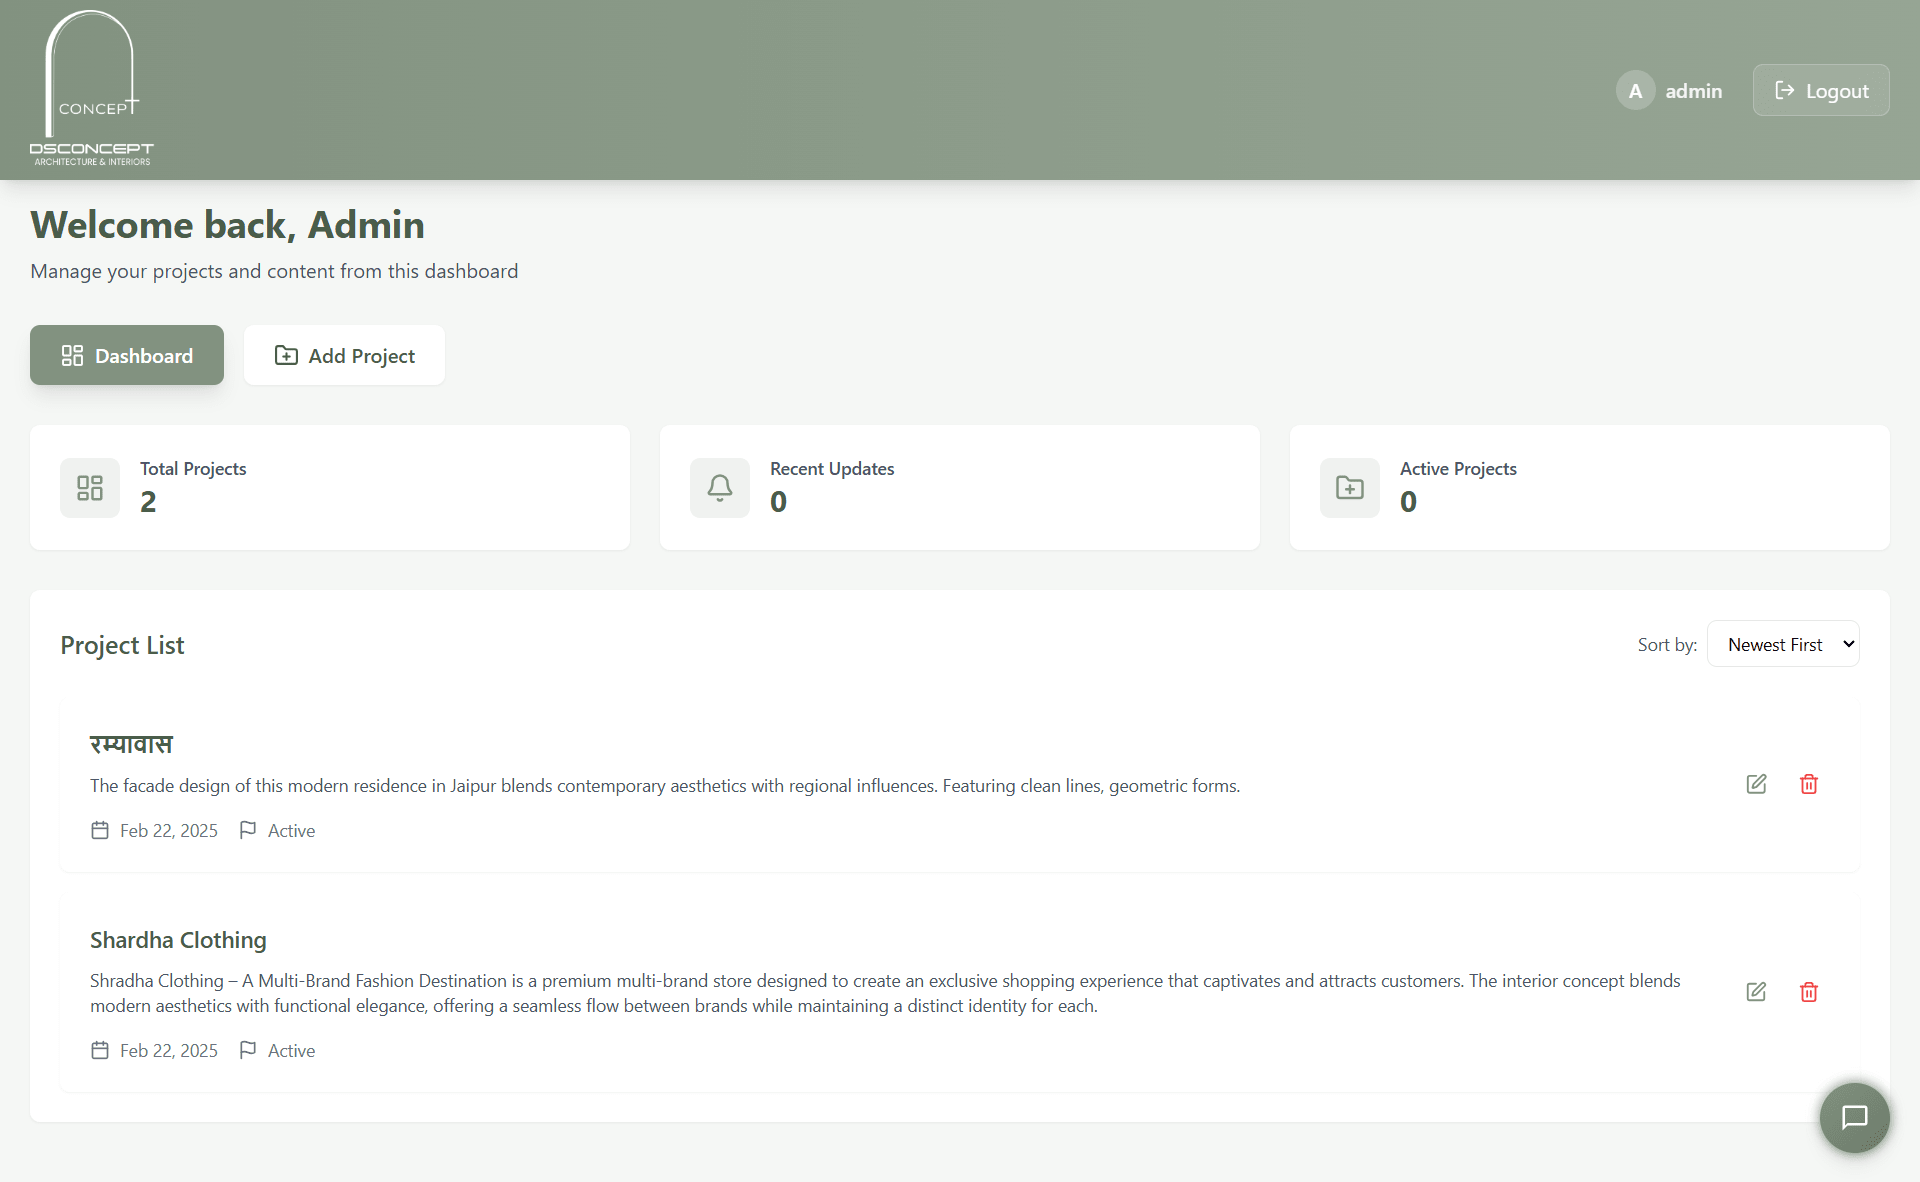 CONCEPT
DSCONCEPT
ARCHITECTURE & INTERIORS
A admin
Logout
Welcome back, Admin
Manage your projects and content from this dashboard
Dashboard
Add Project
Total Projects
2
Recent Updates
0
Active Projects
0
Project List
Sort by: Newest First
रम्यावास
The facade design of this modern residence in Jaipur blends contemporary aesthetics with regional influences. Featuring clean lines, geometric forms.
Feb 22, 2025 Active
Shardha Clothing
Shradha Clothing – A Multi-Brand Fashion Destination is a premium multi-brand store designed to create an exclusive shopping experience that captivates and attracts customers. The interior concept blends
modern aesthetics with functional elegance, offering a seamless flow between brands while maintaining a distinct identity for each.
Feb 22, 2025 Active